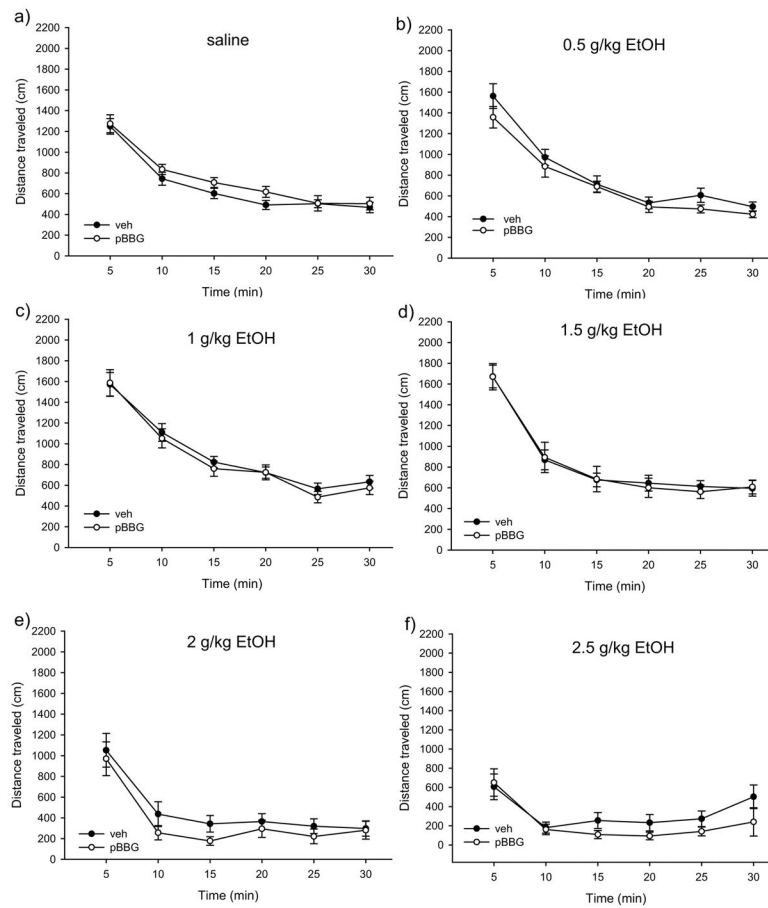 a)
saline
2200
2000
1800
1600
1400
1200
1000
800
600
400
200
0
Distance traveled (cm)
veh
pBBG
5 10 15 20 25 30
Time (min)
b)
0.5 g/kg EtOH
2200
2000
1800
1600
1400
1200
1000
800
600
400
200
0
Distance traveled (cm)
veh
pBBG
5 10 15 20 25 30
Time (min)
c)
1 g/kg EtOH
2200
2000
1800
1600
1400
1200
1000
800
600
400
200
0
Distance traveled (cm)
veh
pBBG
5 10 15 20 25 30
Time (min)
d)
1.5 g/kg EtOH
2200
2000
1800
1600
1400
1200
1000
800
600
400
200
0
Distance traveled (cm)
veh
pBBG
5 10 15 20 25 30
Time (min)
e)
2 g/kg EtOH
2200
2000
1800
1600
1400
1200
1000
800
600
400
200
0
Distance traveled (cm)
veh
pBBG
5 10 15 20 25 30
Time (min)
f)
2.5 g/kg EtOH
2200
2000
1800
1600
1400
1200
1000
800
600
400
200
0
Distance traveled (cm)
veh
pBBG
5 10 15 20 25 30
Time (min)